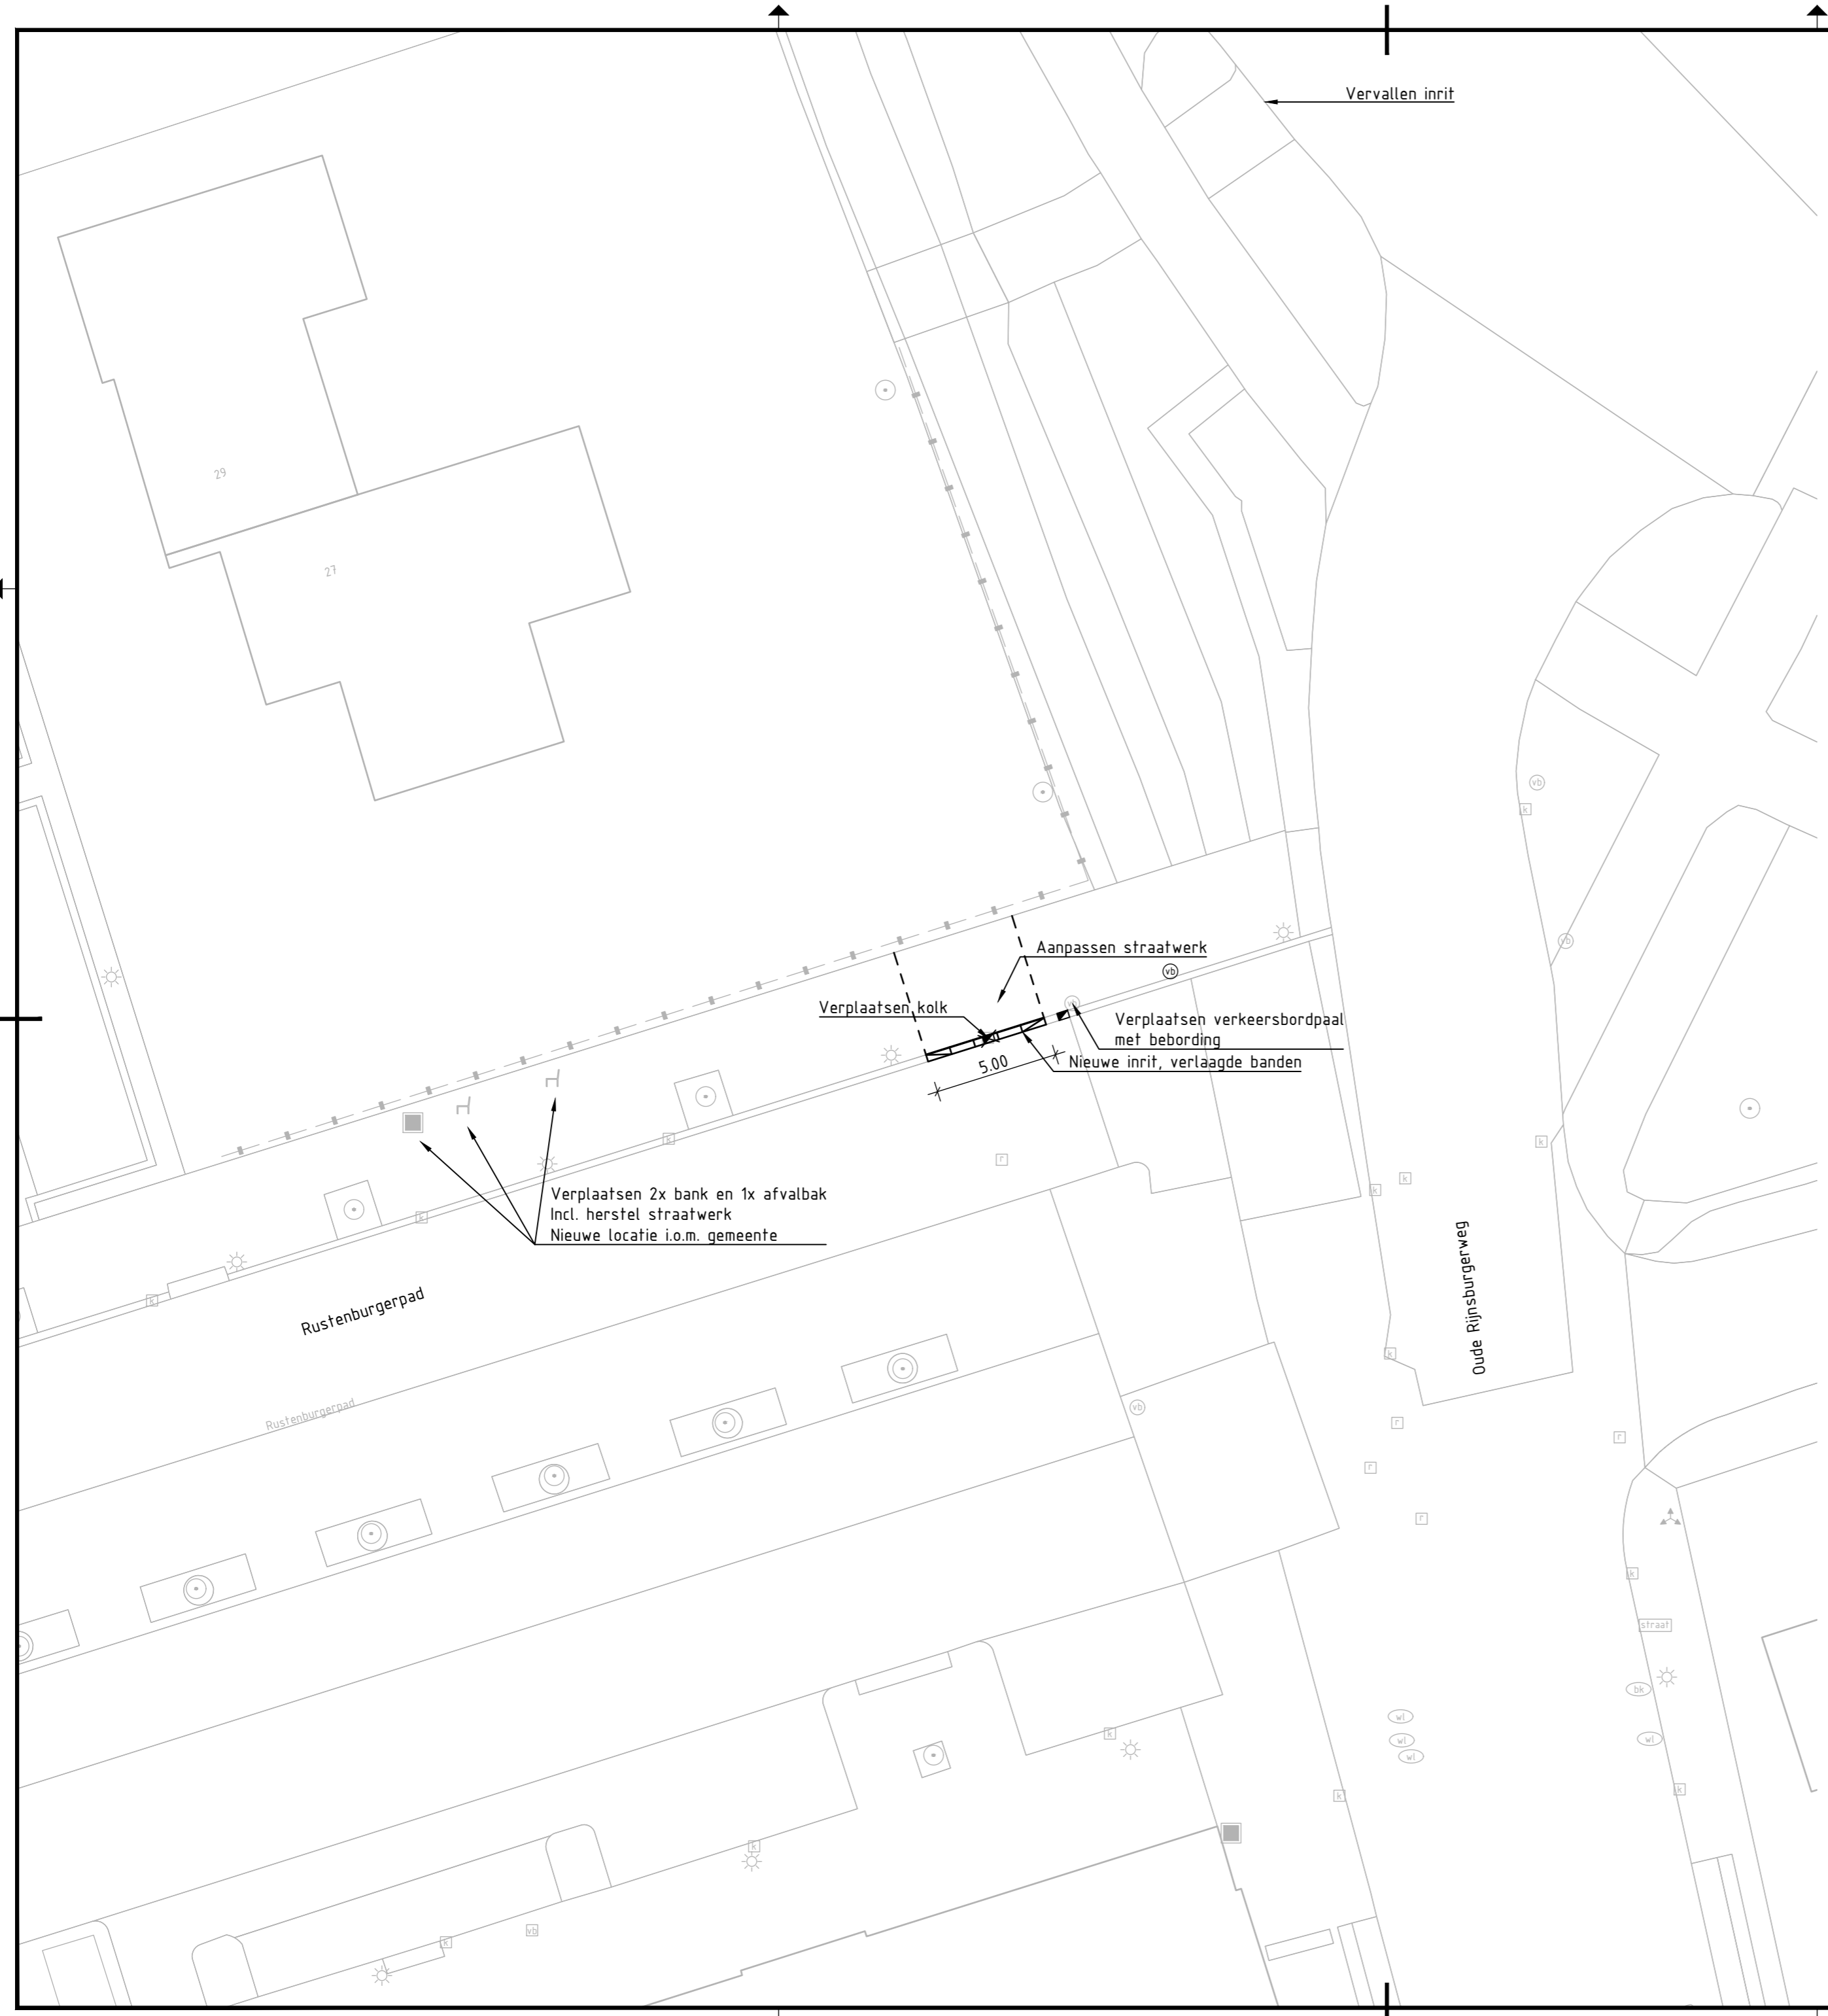 Vervallen inrit
29
27
vb
k
vb
Aanpassen straatwerk
vb
Verplaatsen kolk
vb
Verplaatsen verkeersbordpaal
met bebording
Nieuwe inrit, verlaagde banden
5.00
k
r
k
k
k
Verplaatsen 2x bank en 1x afvalbak
Incl. herstel straatwerk
Nieuwe locatie i.o.m. gemeente
k
k
Rustenburgerpad
Oude Rijnsburgerweg
k
Rustenburgerpad
vb
r
r
r
r
k
straat
bk
wl
wl
wl
wl
k
k
k
k
vb
k